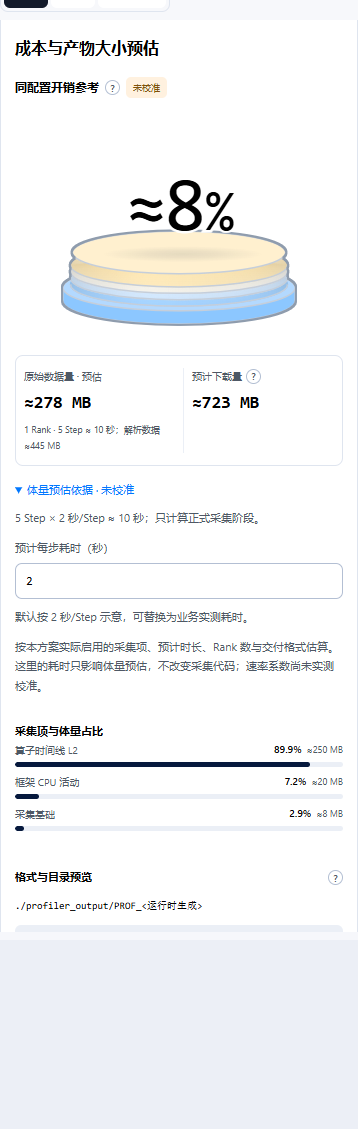 成本与产物大小预估
同配置开销参考 ? 未校准
≈8%
原始数据量 · 预估
≈278 MB
1 Rank · 5 Step ≈ 10 秒；解析数据
≈445 MB
预计下载量 ?
≈723 MB
▼ 体量预估依据 · 未校准
5 Step × 2 秒/Step ≈ 10 秒；只计算正式采集阶段。
预计每步耗时（秒）
2
默认按 2 秒/Step 示意，可替换为业务实测耗时。
按本方案实际启用的采集项、预计时长、Rank 数与交付格式估算。
这里的耗时只影响体量预估，不改变采集代码；速率系数尚未实测
校准。
采集项与体量占比
算子时间线 L2 89.9% ≈250 MB
框架 CPU 活动 7.2% ≈20 MB
采集基础 2.9% ≈8 MB
格式与目录预览 ?
./profiler_output/PROF_<运行时生成>